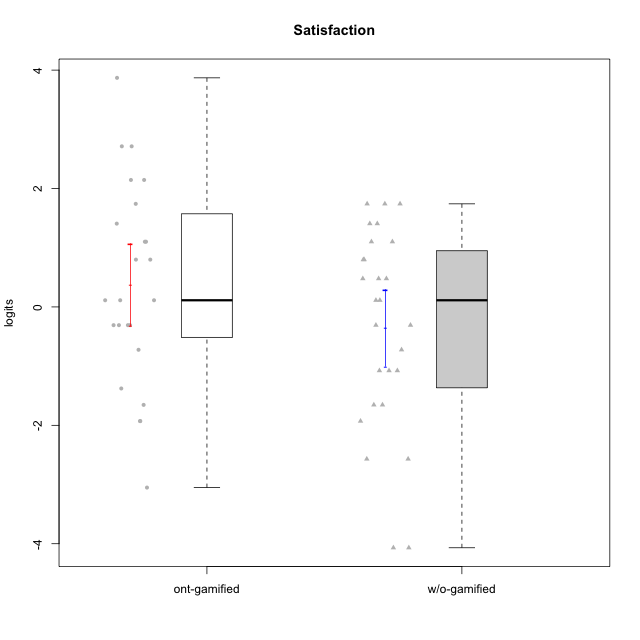 Satisfaction
logits
4
2
0
-2
-4
ont-gamified
w/o-gamified